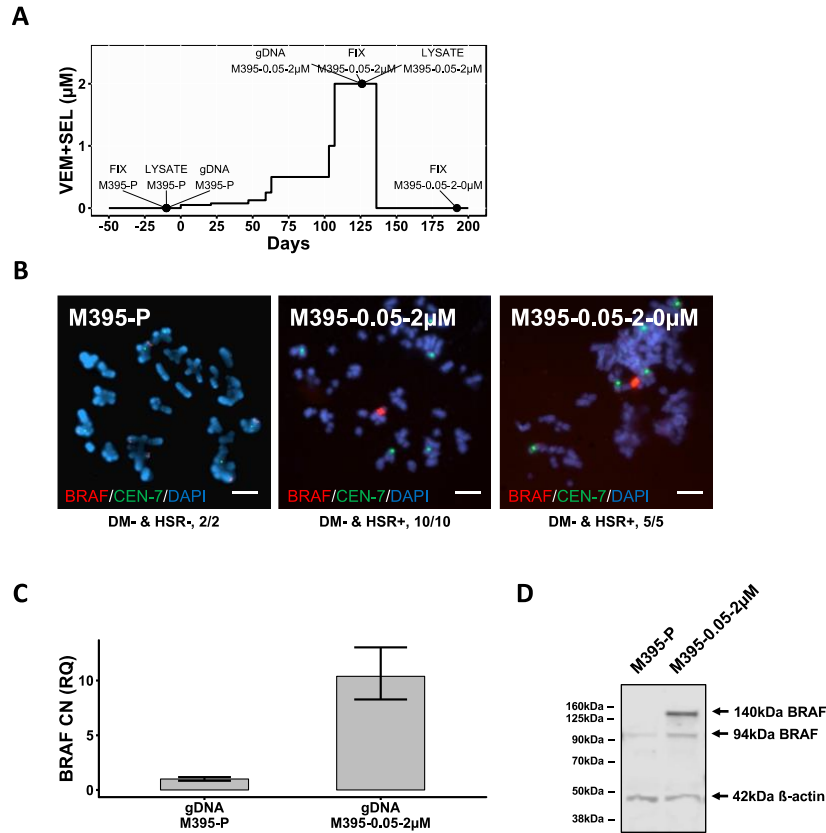 A
gDNA FIX LYSATE
M395-0.05-2µM M395-0.05-2µM M395-0.05-2µM
FIX LYSATE gDNA
M395-P M395-P M395-P
FIX
M395-0.05-2-0µM
VEM+SEL (µM)
2
1
0
-50 -25 0 25 50 75 100 125 150 175 200
Days
B
M395-P
BRAF/CEN-7/DAPI
DM- & HSR-, 2/2
M395-0.05-2µM
BRAF/CEN-7/DAPI
DM- & HSR+, 10/10
M395-0.05-2-0µM
BRAF/CEN-7/DAPI
DM- & HSR+, 5/5
C
BRAF CN (RQ)
10
5
0
gDNA
M395-P
gDNA
M395-0.05-2µM
D
M395-P
M395-0.05-2µM
160kDa
125kDa
90kDa
70kDa
50kDa
38kDa
140kDa BRAF
94kDa BRAF
42kDa ß-actin